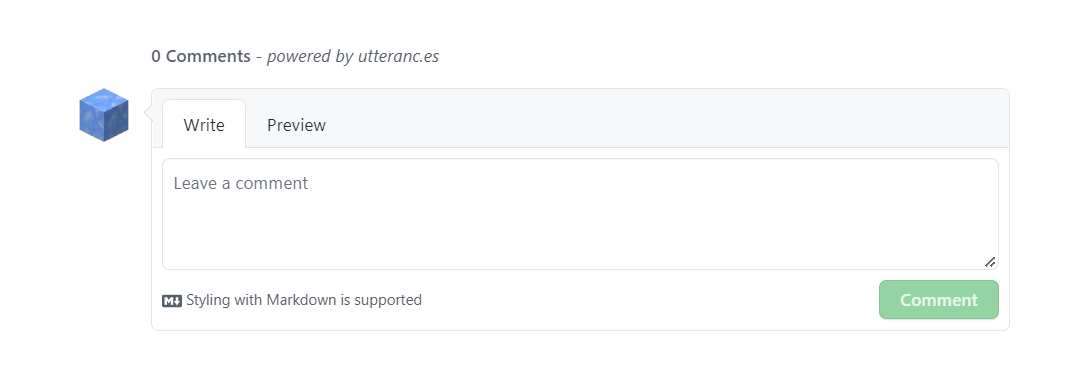 0 Comments - powered by utteranc.es
Write Preview
Leave a comment
Styling with Markdown is supported
Comment